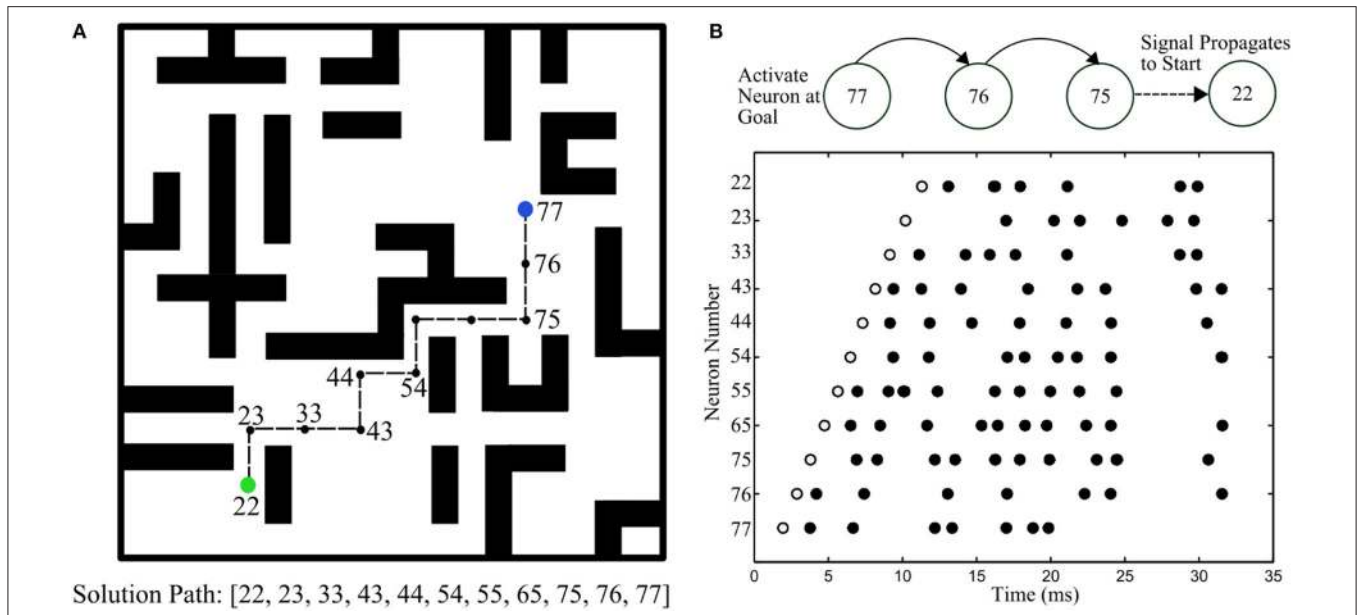 A
77
76
75
44
54
23
33
43
22
Solution Path: [22, 23, 33, 43, 44, 54, 55, 65, 75, 76, 77]
B
Activate
Neuron at
Goal
77
76
75
Signal Propagates
to Start
22
Neuron Number
22
23
33
43
44
54
55
65
75
76
77
0 5 10 15 20 25 30 35
Time (ms)